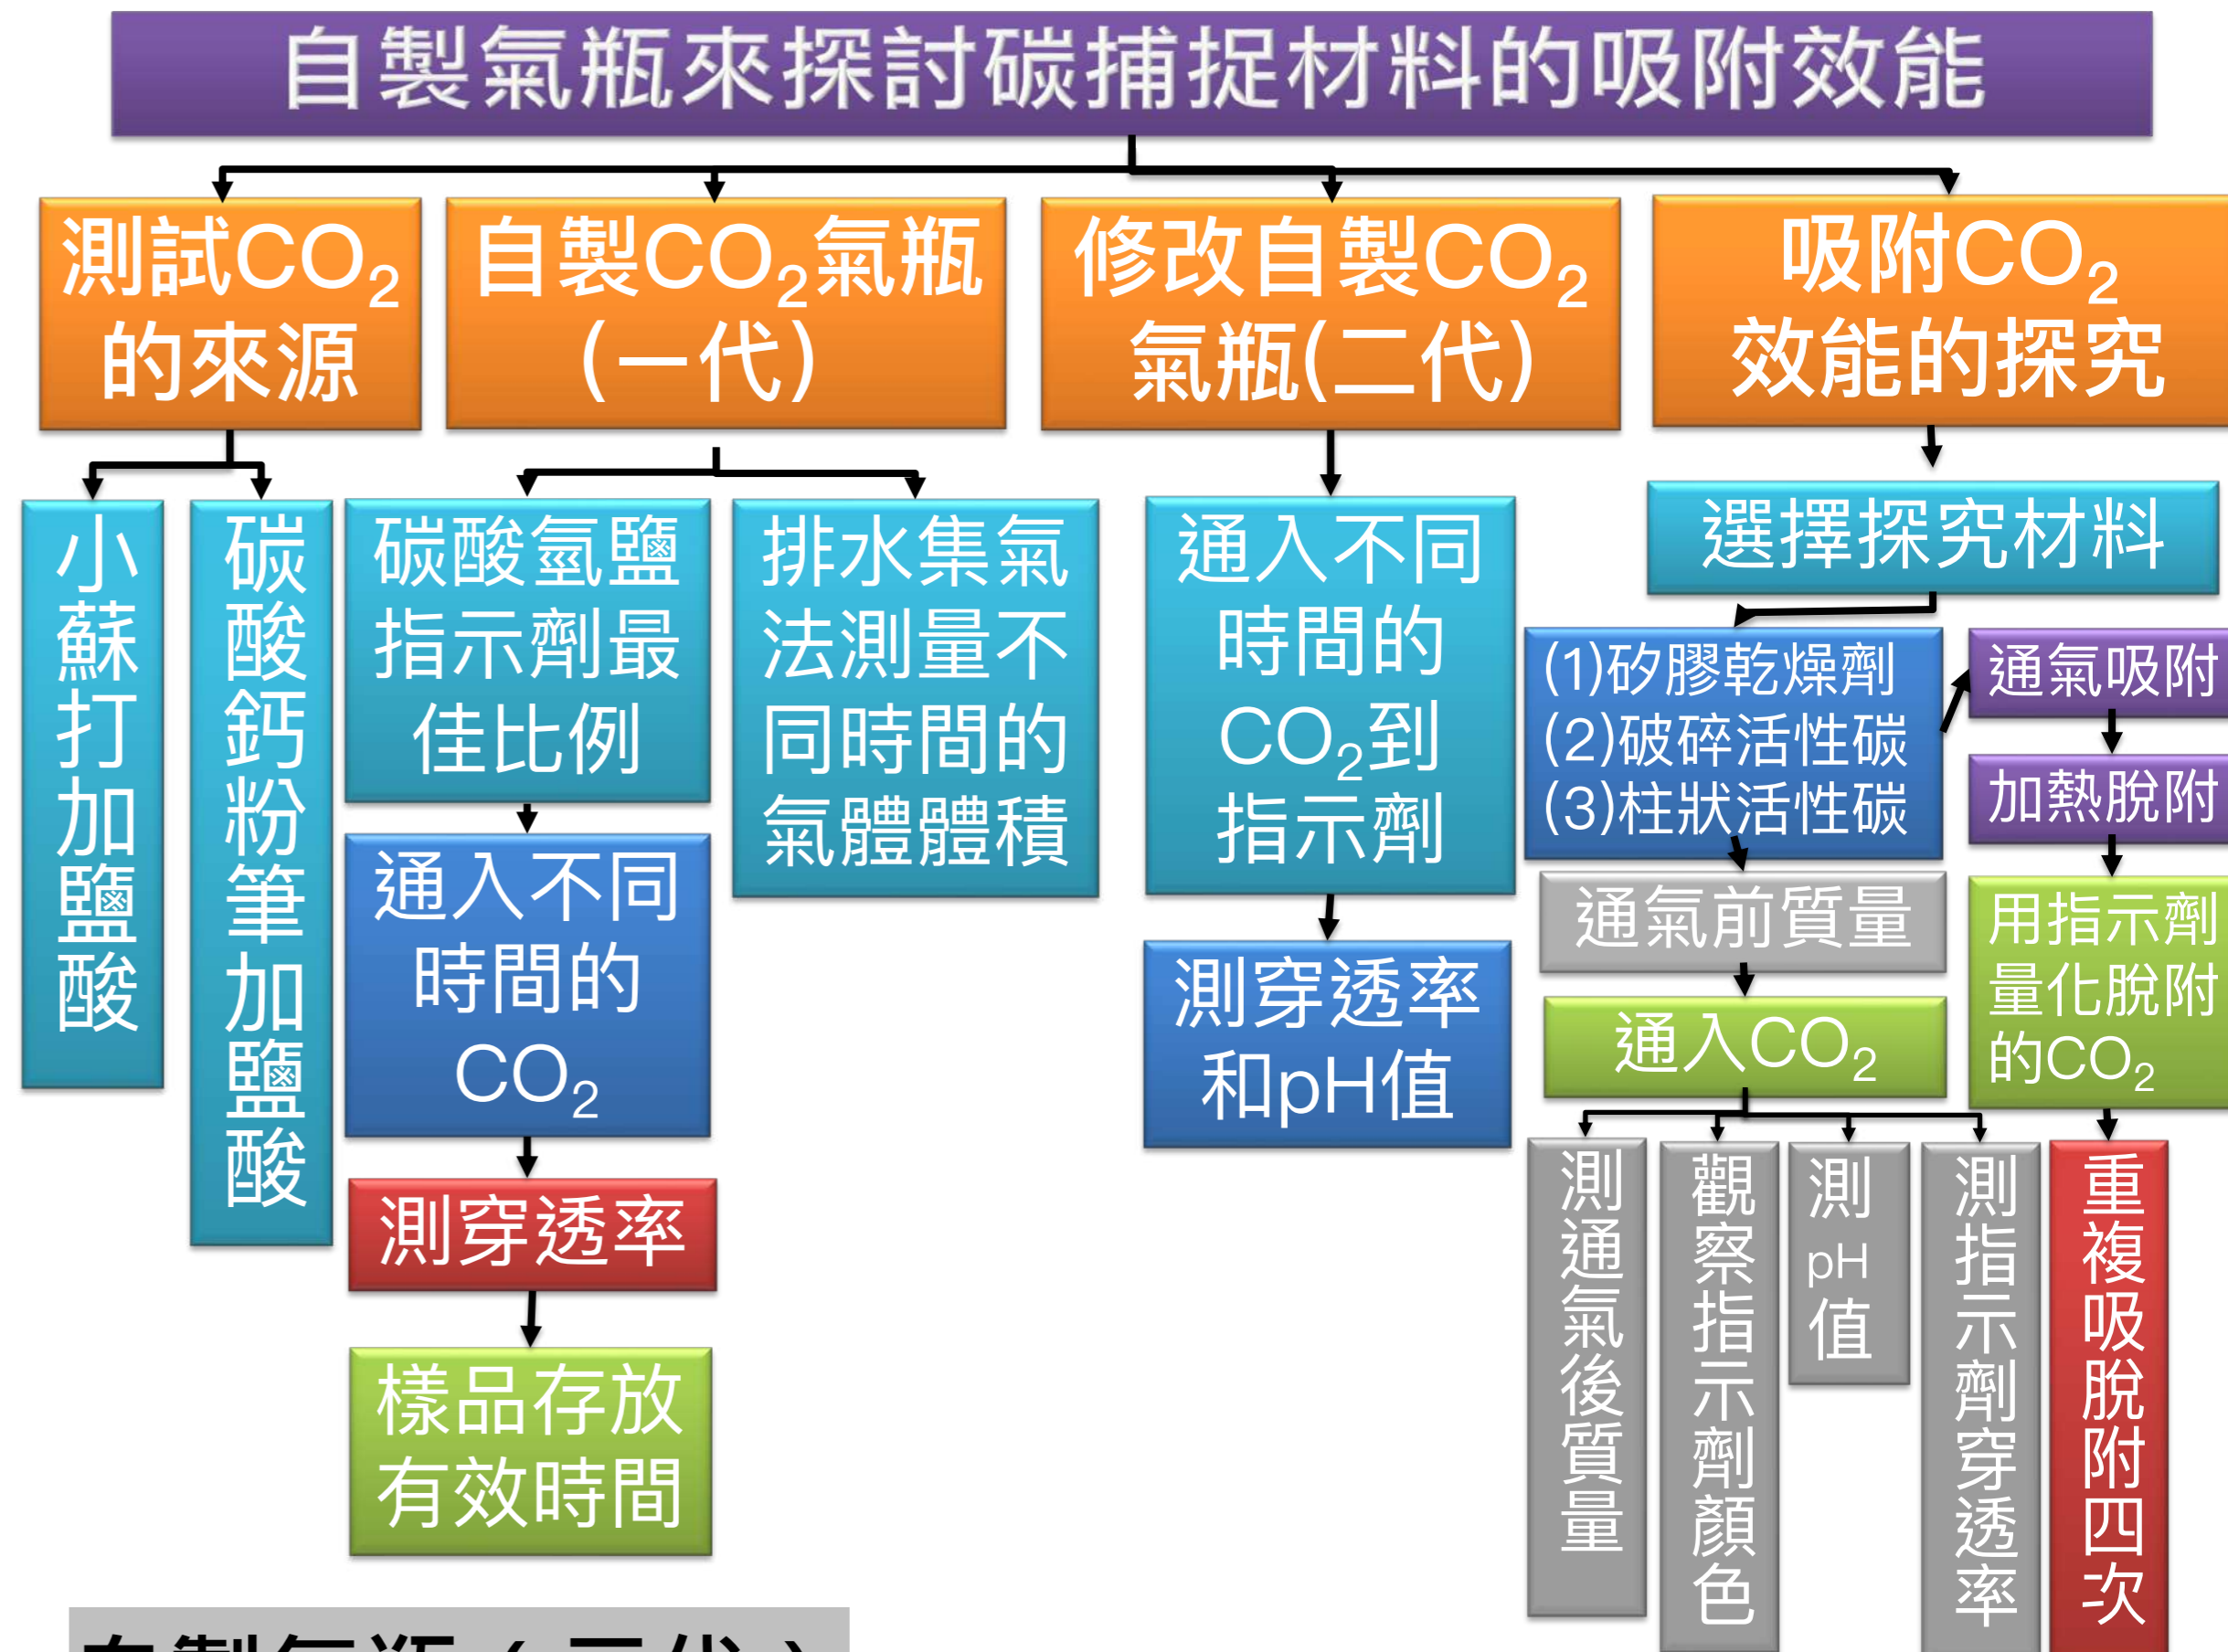 自製氣瓶來探討碳捕捉材料的吸附效能
測試CO₂
的來源
自製CO₂氣瓶
(一代)
修改自製CO₂
氣瓶(二代)
吸附CO₂
效能的探究
小蘇打加鹽酸
碳酸鈣粉筆加鹽酸
碳酸氫鹽
指示劑最
佳比例
通入不同
時間的
CO₂
測穿透率
樣品存放
有效時間
排水集氣
法測量不
同時間的
氣體體積
通入不同
時間的
CO₂到
指示劑
測穿透率
和pH值
選擇探究材料
(1)矽膠乾燥劑
(2)破碎活性碳
(3)柱狀活性碳
通氣前質量
通入CO₂
測通氣後質量
觀察指示劑顏色
測pH值
測指示劑穿透率
通氣吸附
加熱脫附
用指示劑
量化脫附
的CO₂
重複吸脫附四次